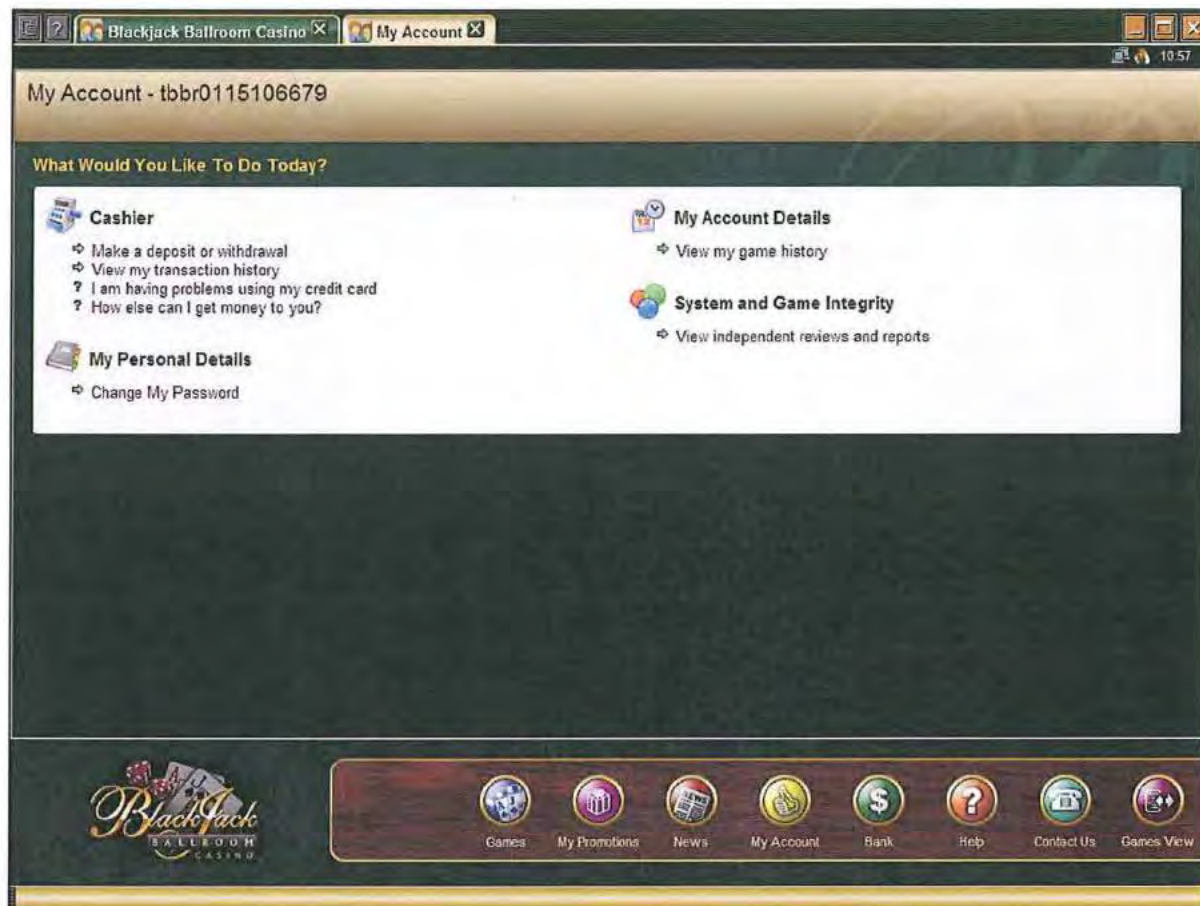 Blackjack Ballroom Casino
My Account
10:57
My Account - tbbr0115106679
What Would You Like To Do Today?
Cashier
Make a deposit or withdrawal
View my transaction history
? I am having problems using my credit card
? How else can I get money to you?
My Personal Details
Change My Password
My Account Details
View my game history
System and Game Integrity
View independent reviews and reports
BlackJack
BALLROOM
CASINO
Games
My Promotions
NEWS
News
My Account
$
Bank
?
Help
Contact Us
Games View